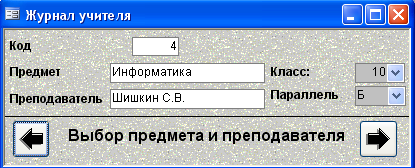 Журнал учителя
Код 4
Предмет Информатика Класс: 10
Преподаватель Шишкин С.В. Параллель Б
Выбор предмета и преподавателя